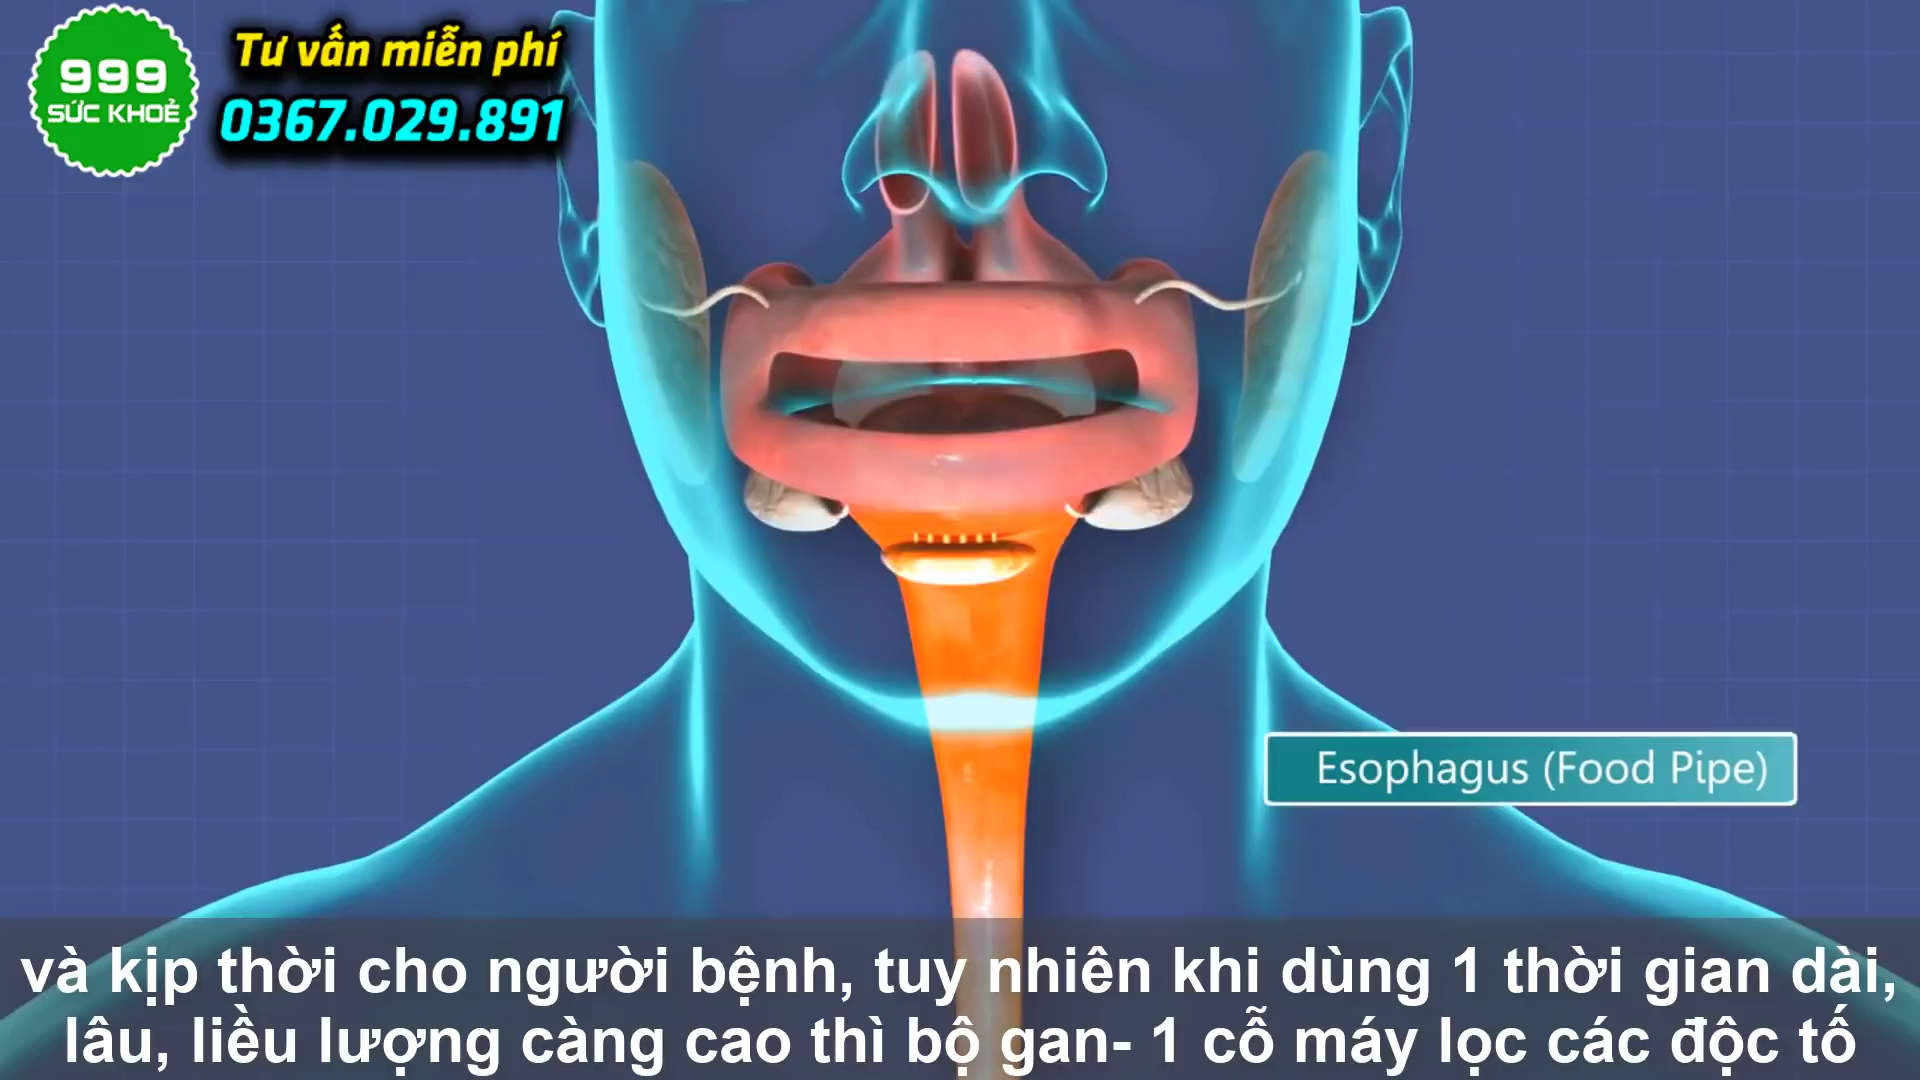 999
SỨC KHOẺ
Tư vấn miễn phí
0367.029.891
Esophagus (Food Pipe)
và kịp thời cho người bệnh, tuy nhiên khi dùng 1 thời gian dài,
lâu, liều lượng càng cao thì bộ gan- 1 cỗ máy lọc các độc tố